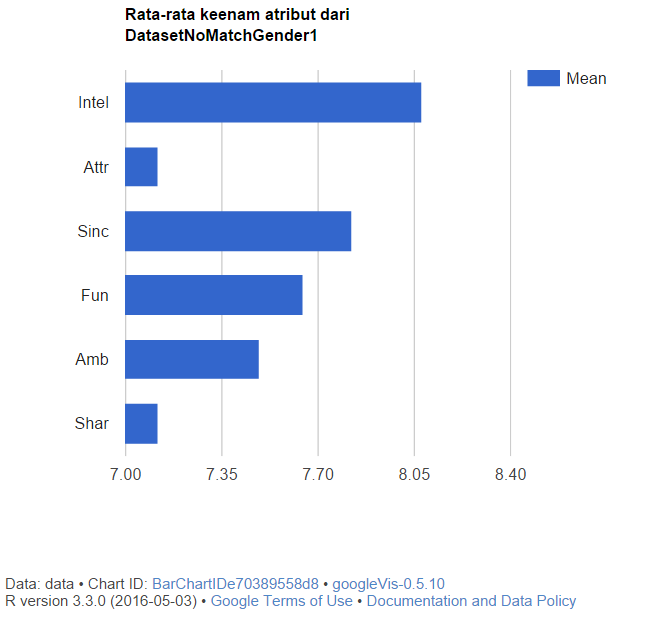 Rata-rata keenam atribut dari
DatasetNoMatchGender1
Mean
Intel
Attr
Sinc
Fun
Amb
Shar
7.00 7.35 7.70 8.05 8.40
Data: data • Chart ID: BarChartIDe70389558d8 • googleVis-0.5.10
R version 3.3.0 (2016-05-03) • Google Terms of Use • Documentation and Data Policy